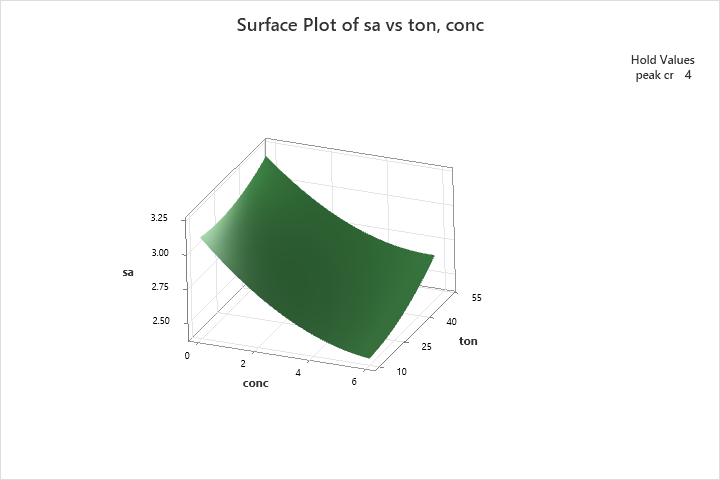 Surface Plot of sa vs ton, conc
Hold Values
peak cr 4
3.25
3.00
sa
2.75
2.50
55
40
ton
25
10
0
2
4
6
conc